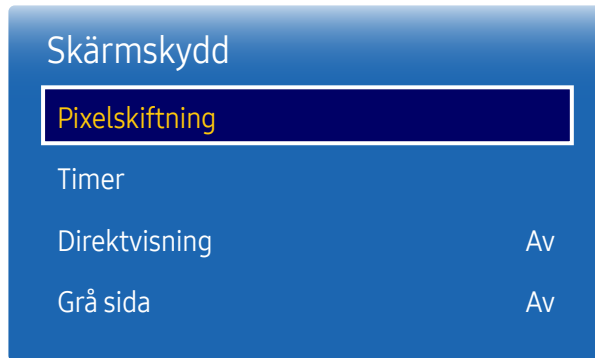 Skärmskydd
Pixelskiftning
Timer
Direktvisning Av
Grå sida Av